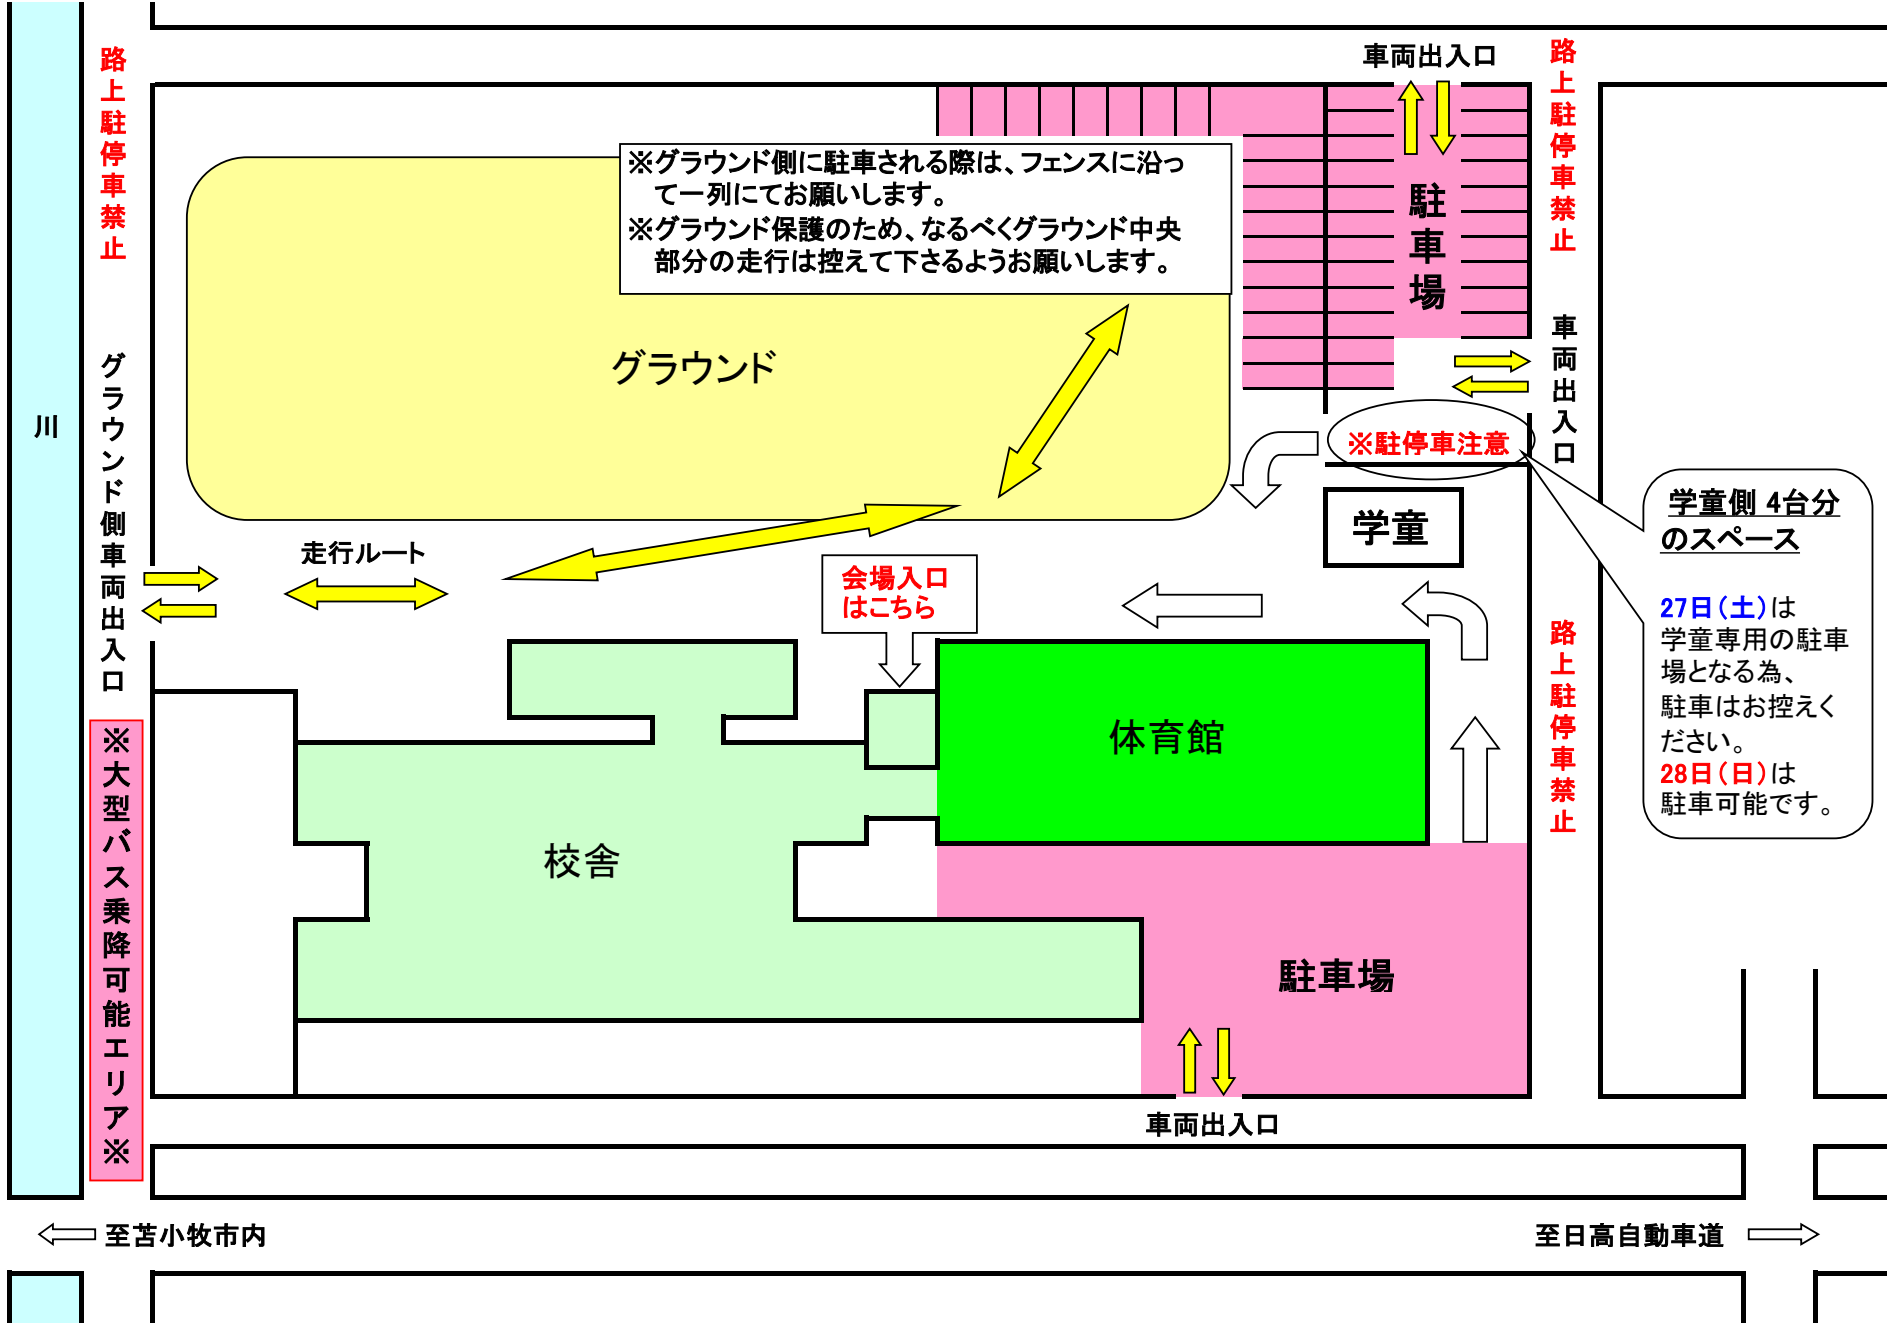 路上駐停車禁止
車両出入口
路上駐停車禁止
※グラウンド側に駐車される際は、フェンスに沿っ
て一列にてお願いします。
※グラウンド保護のため、なるべくグラウンド中央
部分の走行は控えて下さるようお願いします。
駐車場
グラウンド
川
グラウンド側車両出入口
車両出入口
※駐停車注意
学童
学童側 4台分
のスペース
27日(土)は
学童専用の駐車
場となる為、
駐車はお控えく
ださい。
28日(日)は
駐車可能です。
走行ルート
会場入口
はこちら
路上駐停車禁止
体育館
校舎
※大型バス乗降可能エリア※
駐車場
車両出入口
至苫小牧市内
至日高自動車道